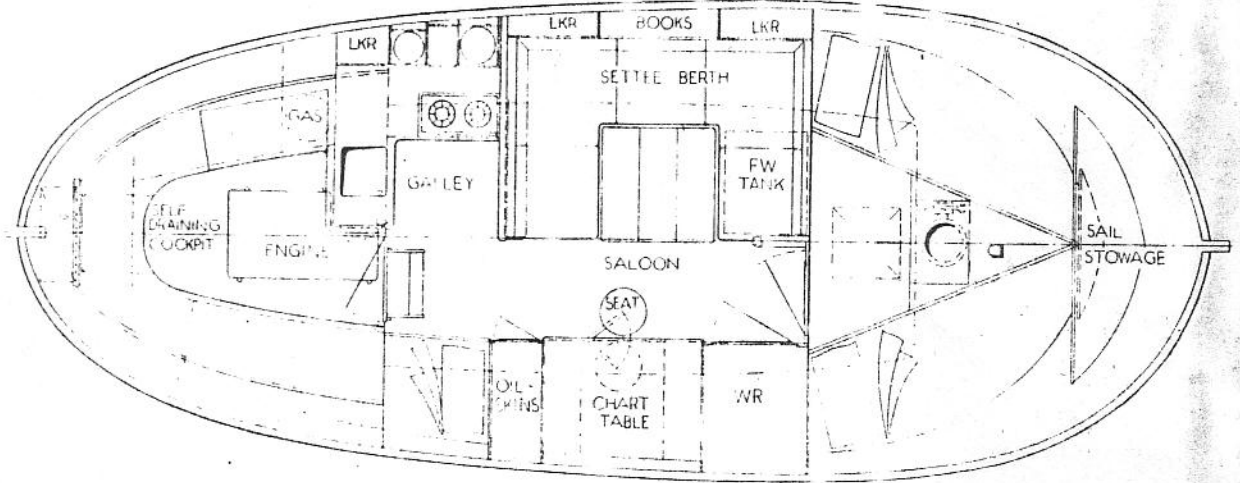 LKR
BOOKS
LKR
LKR
SETTEE BERTH
GAS
GALLEY
FW
TANK
SELF
DRAINING
COCKPIT
ENGINE
SALOON
SAIL
STOWAGE
SEAT
OIL-
SKINS
CHART
TABLE
WR